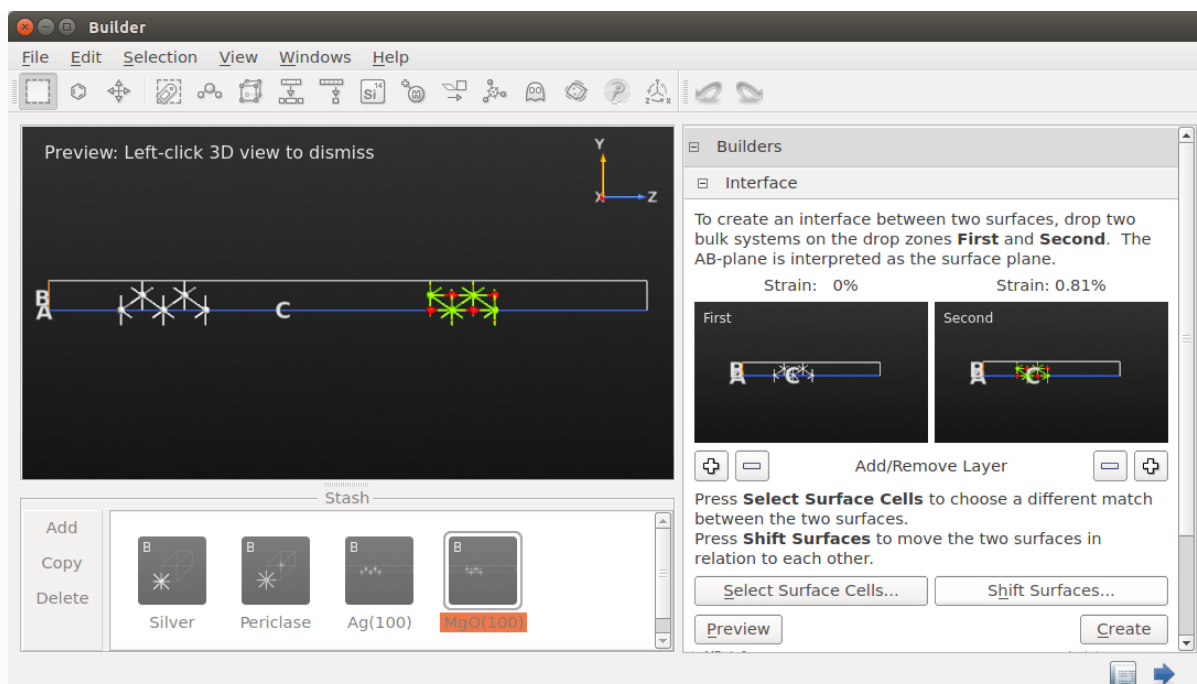 Builder
File Edit Selection View Windows Help
Si 14
z y x
Preview: Left-click 3D view to dismiss
Y
X Z
B
A C
Stash
Add
Copy
Delete
B B B B
Silver Periclase Ag(100) MgO(100)
Builders
Interface
To create an interface between two surfaces, drop two
bulk systems on the drop zones First and Second. The
AB-plane is interpreted as the surface plane.
Strain: 0% Strain: 0.81%
First Second
B B
A C A C
Add/Remove Layer
Press Select Surface Cells to choose a different match
between the two surfaces.
Press Shift Surfaces to move the two surfaces in
relation to each other.
Select Surface Cells... Shift Surfaces...
Preview Create